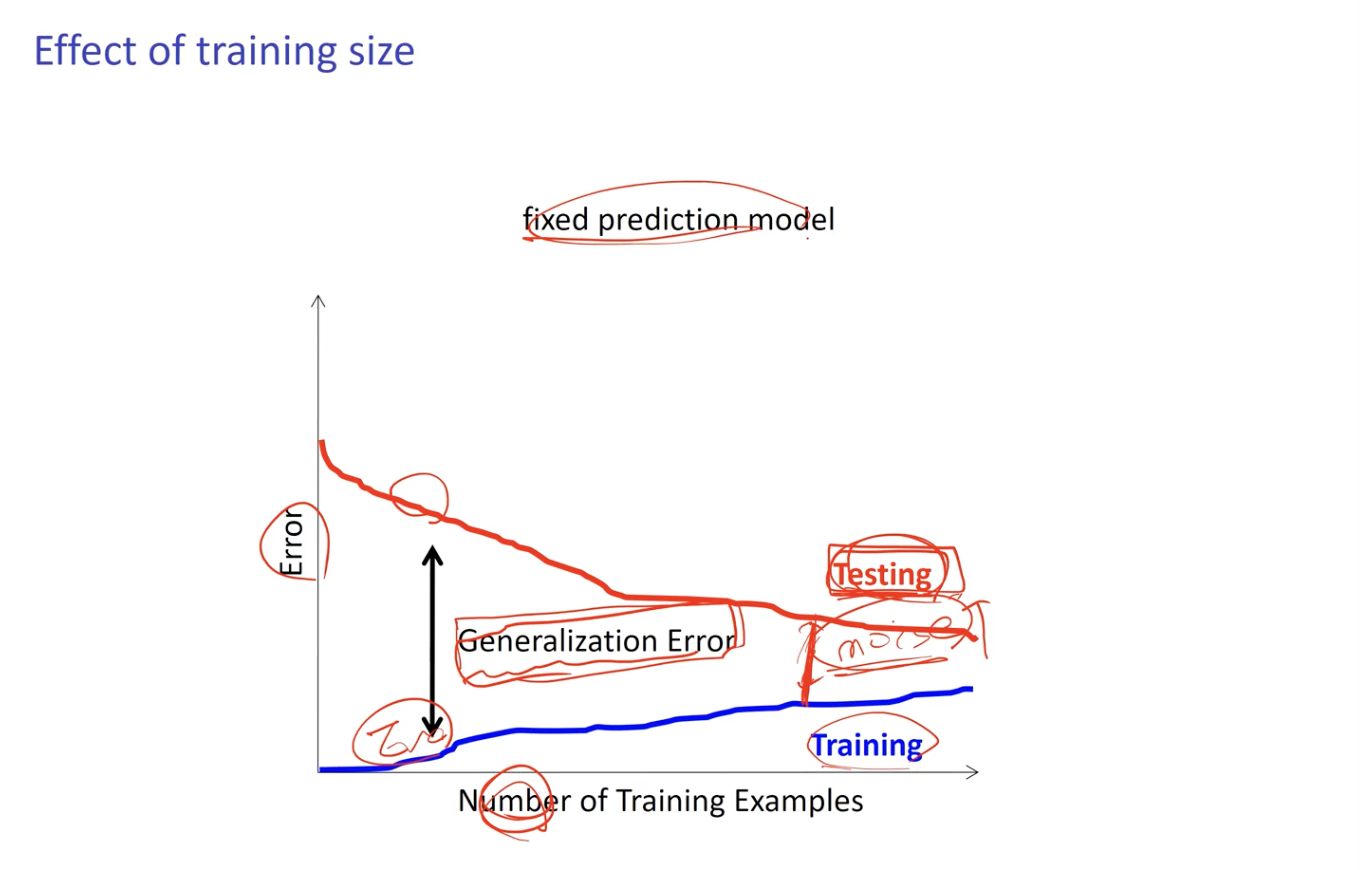 Effect of training size
fixed prediction model
Error
Testing
noise
Generalization Error
Zero
Training
Number of Training Examples